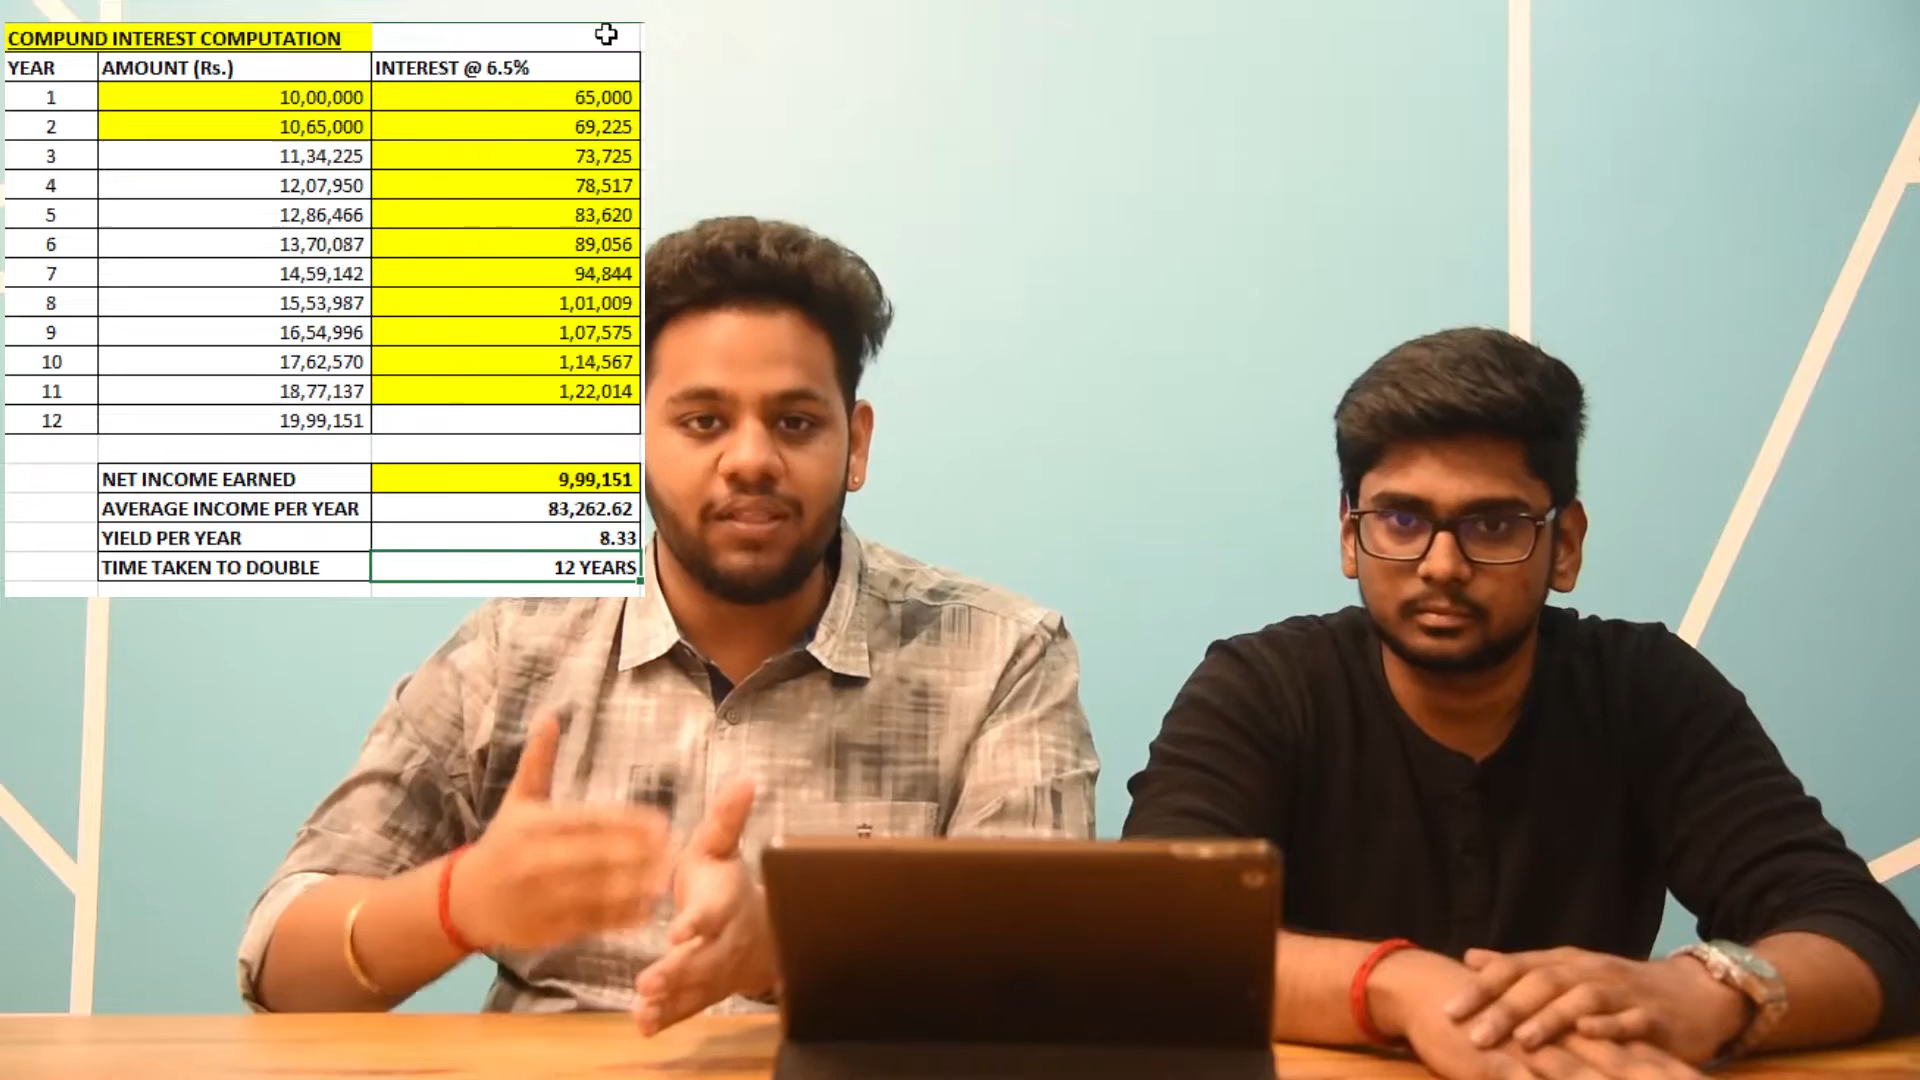 COMPUND INTEREST COMPUTATION
YEAR AMOUNT (Rs.) INTEREST @ 6.5%
1 10,00,000 65,000
2 10,65,000 69,225
3 11,34,225 73,725
4 12,07,950 78,517
5 12,86,466 83,620
6 13,70,087 89,056
7 14,59,142 94,844
8 15,53,987 1,01,009
9 16,54,996 1,07,575
10 17,62,570 1,14,567
11 18,77,137 1,22,014
12 19,99,151
NET INCOME EARNED 9,99,151
AVERAGE INCOME PER YEAR 83,262.62
YIELD PER YEAR 8.33
TIME TAKEN TO DOUBLE 12 YEARS